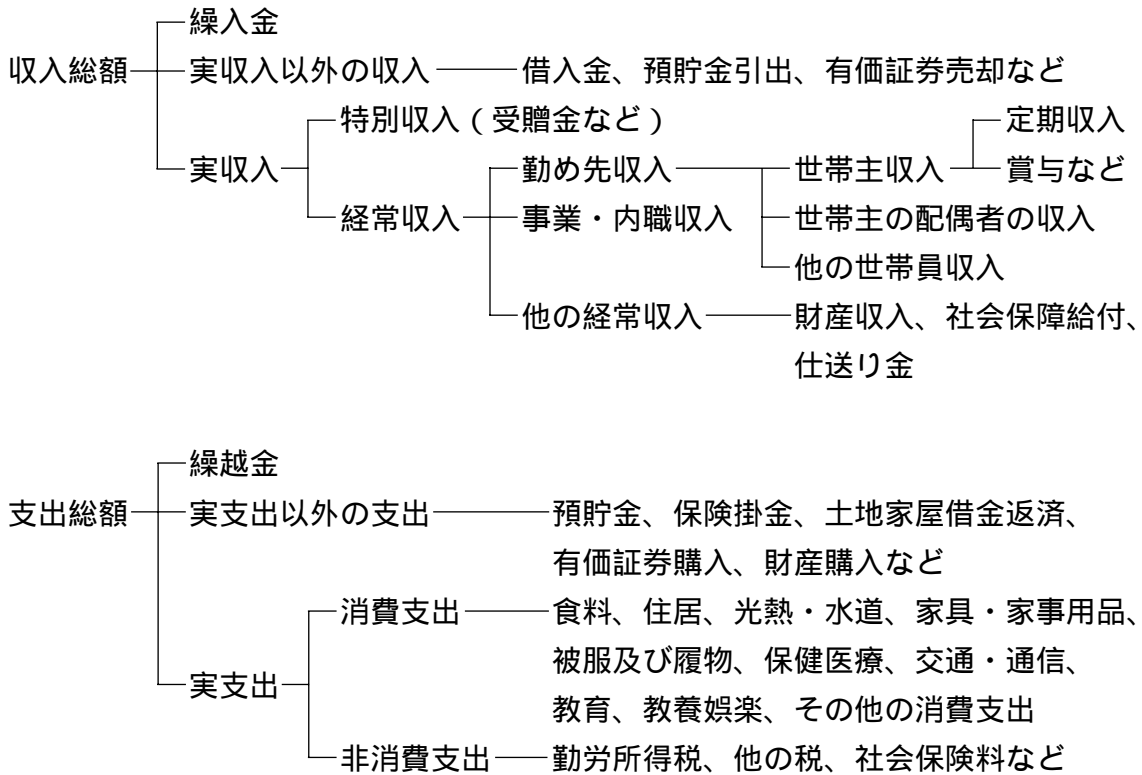 繰入金
収入総額 実収入以外の収入 借入金、預貯金引出、有価証券売却など
特別収入（受贈金など） 定期収入
実収入 勤め先収入 世帯主収入 賞与など
経常収入 事業・内職収入 世帯主の配偶者の収入
他の世帯員収入
他の経常収入 財産収入、社会保障給付、
仕送り金
繰越金
支出総額 実支出以外の支出 預貯金、保険掛金、土地家屋借金返済、
有価証券購入、財産購入など
消費支出 食料、住居、光熱・水道、家具・家事用品、
被服及び履物、保健医療、交通・通信、
実支出
教育、教養娯楽、その他の消費支出
非消費支出 勤労所得税、他の税、社会保険料など